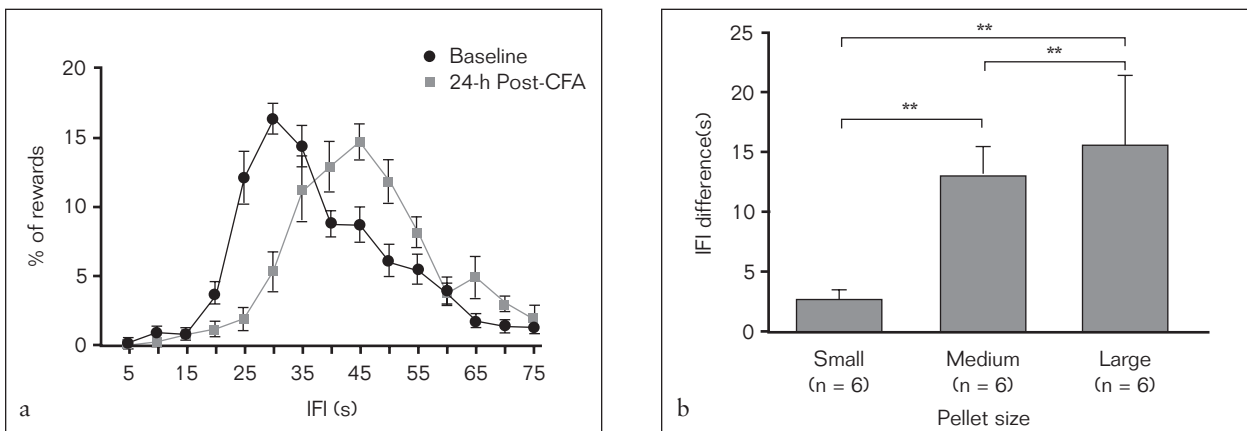 Baseline
24-h Post-CFA
20
15
10
5
0
% of rewards
5 15 25 35 45 55 65 75
IFI (s)
a
25
20
15
10
5
0
IFI difference(s)
**
**
**
Small Medium Large
(n = 6) (n = 6) (n = 6)
Pellet size
b